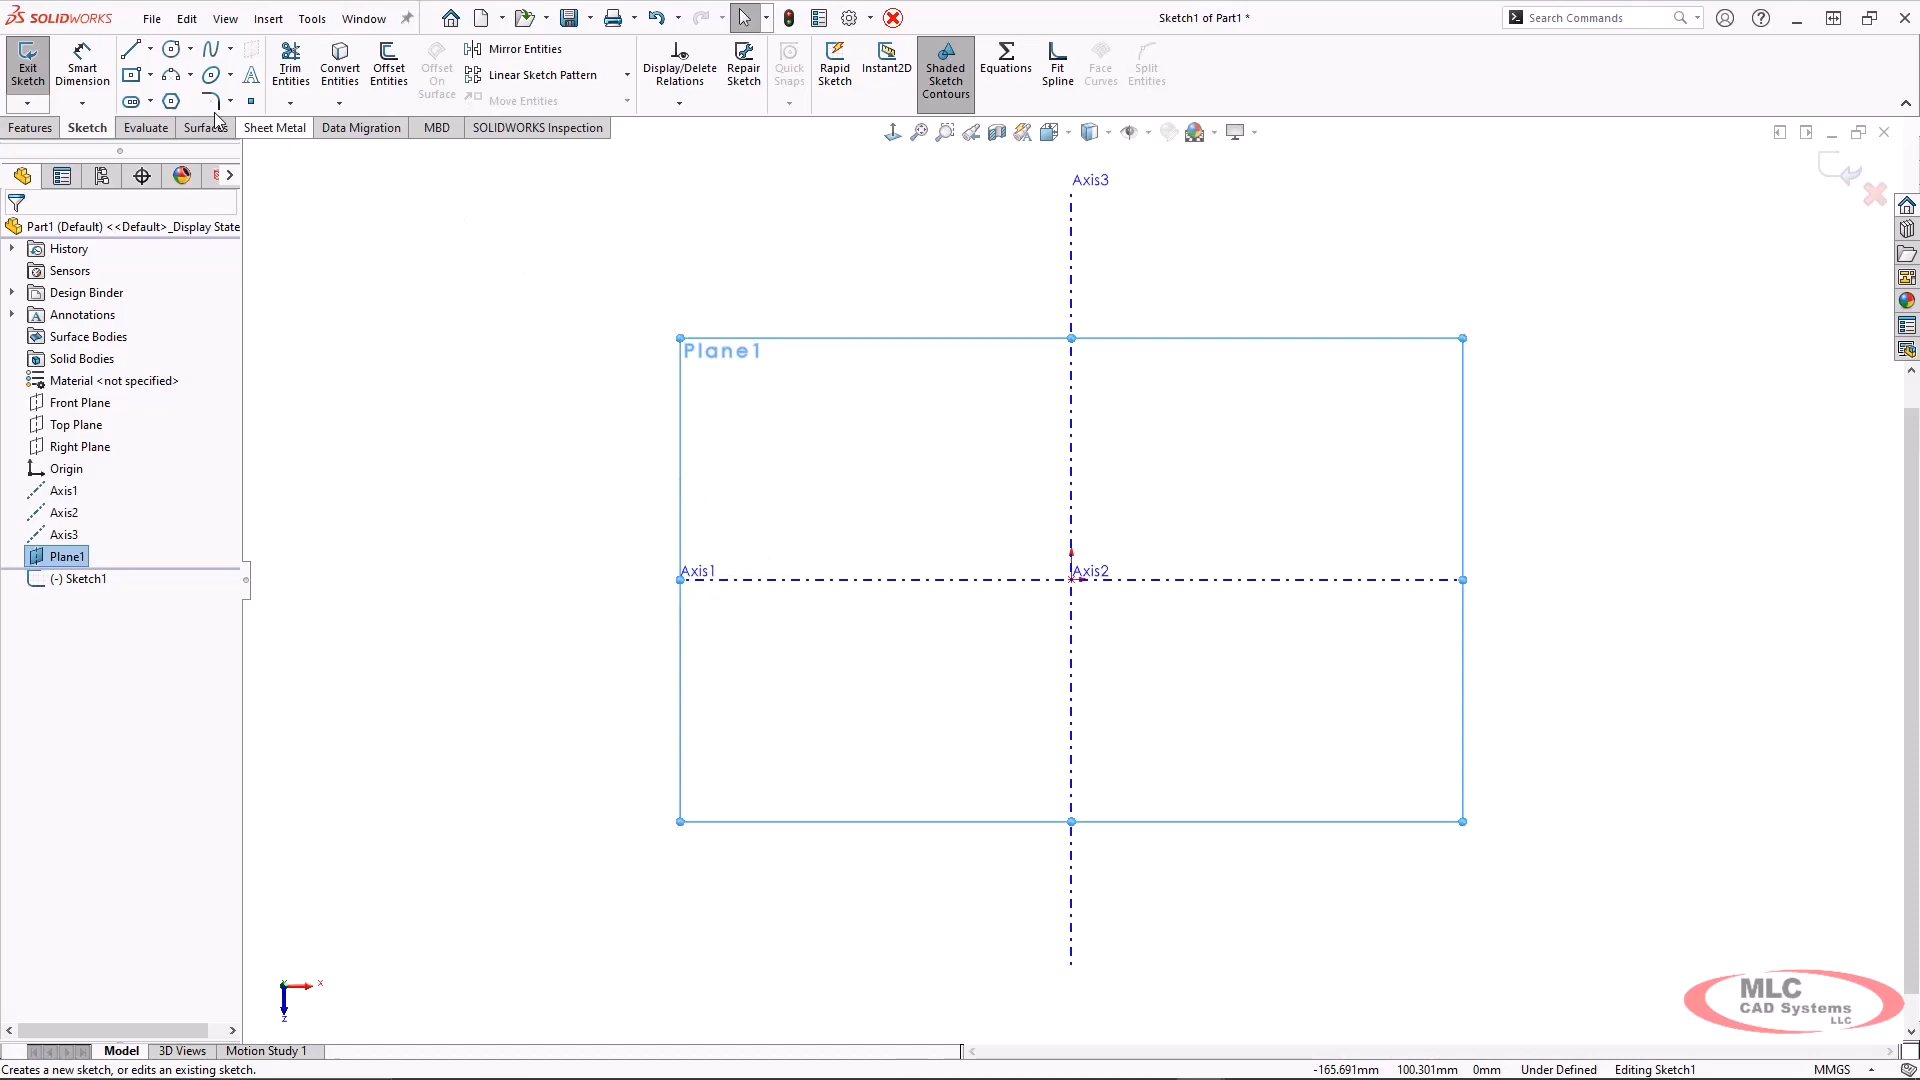 SOLIDWORKS File Edit View Insert Tools Window Sketch1 of Part1 * Search Commands
Exit Sketch
Smart Dimension
Trim Entities
Convert Entities
Offset Entities
Offset On Surface
Mirror Entities
Linear Sketch Pattern
Move Entities
Display/Delete Relations
Repair Sketch
Quick Snaps
Rapid Sketch
Instant2D
Shaded Sketch Contours
Equations
Fit Spline
Face Curves
Split Entities
Features Sketch Evaluate Surfaces Sheet Metal Data Migration MBD SOLIDWORKS Inspection
Part1 (Default) <<Default>_Display State
History
Sensors
Design Binder
Annotations
Surface Bodies
Solid Bodies
Material <not specified>
Front Plane
Top Plane
Right Plane
Origin
Axis1
Axis2
Axis3
Plane1
(-) Sketch1
Axis3
Plane1
Axis1
Axis2
X
Z
MLC
CAD Systems
LLC
Model 3D Views Motion Study 1
Creates a new sketch, or edits an existing sketch. -165.691mm 100.301mm 0mm Under Defined Editing Sketch1 MMGS